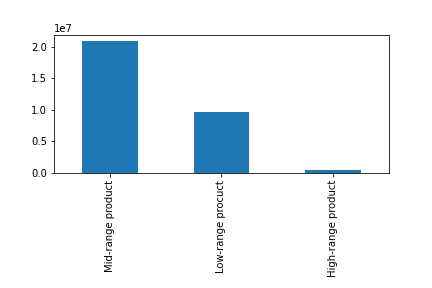 1e7
2.0
1.5
1.0
0.5
0.0
Mid-range product
Low-range procuct
High-range product